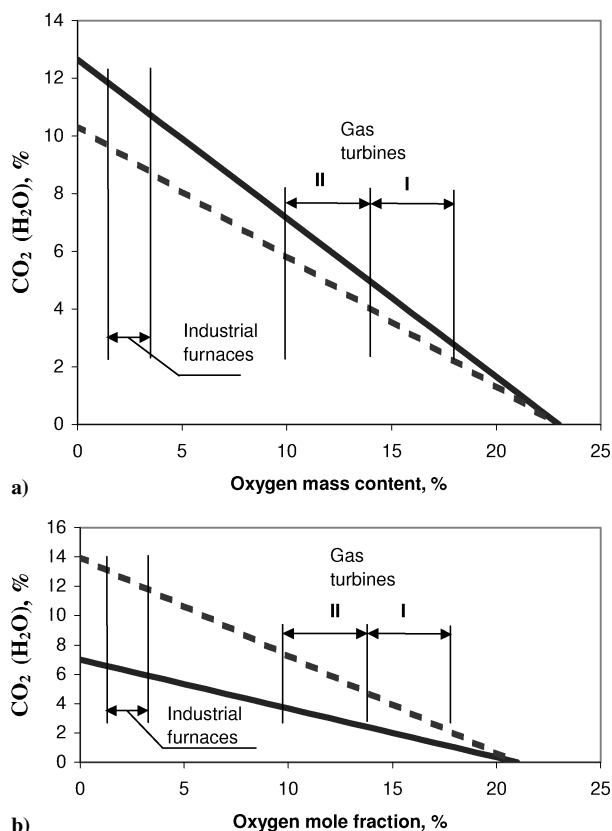 14
12
10
8
6
4
2
0
CO₂ (H₂O), %
Gas
turbines
II
I
Industrial
furnaces
0
5
10
15
20
25
Oxygen mass content, %
a)
16
14
12
10
8
6
4
2
0
CO₂ (H₂O), %
Gas
turbines
II
I
Industrial
furnaces
0
5
10
15
20
25
Oxygen mole fraction, %
b)